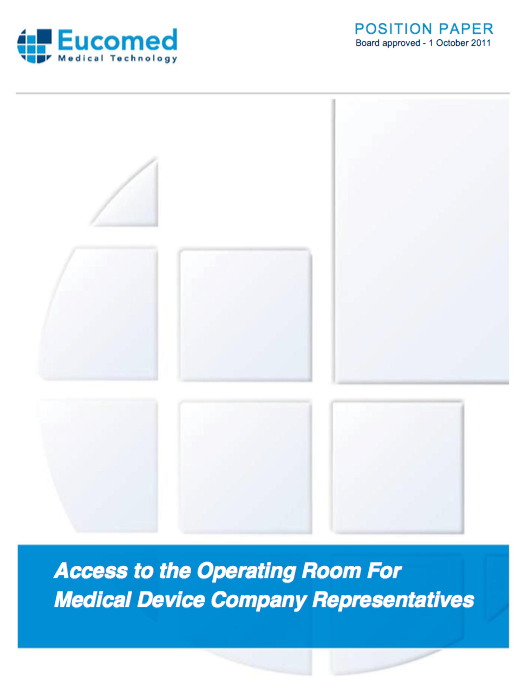 Eucomed
Medical Technology
POSITION PAPER
Board approved - 1 October 2011
Access to the Operating Room For
Medical Device Company Representatives